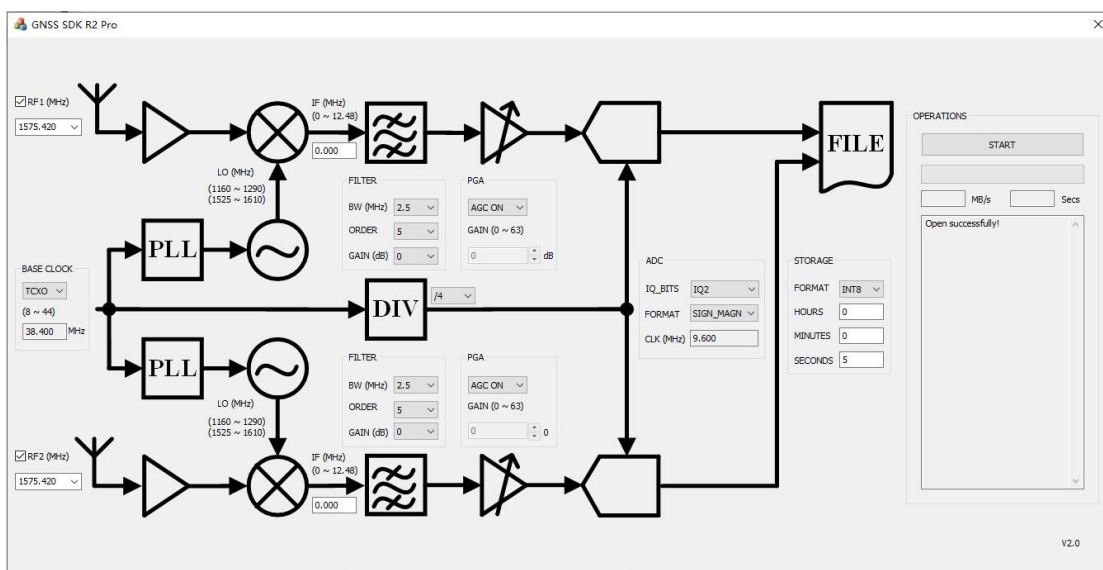 GNSS SDK R2 Pro
RF1 (MHz)
1575.420
IF (MHz)
(0 ~ 12.48)
0.000
FILE
LO (MHz)
(1160 ~ 1290)
(1525 ~ 1610)
FILTER
BW (MHz) 2.5
ORDER 5
GAIN (dB) 0
PGA
AGC ON
GAIN (0 ~ 63)
0 dB
PLL
BASE CLOCK
TCXO
(8 ~ 44)
38.400 MHz
DIV
/4
ADC
IQ_BITS IQ2
FORMAT SIGN_MAGN
CLK (MHz) 9.600
STORAGE
FORMAT INT8
HOURS 0
MINUTES 0
SECONDS 5
OPERATIONS
START
MB/s Secs
Open successfully!
PLL
LO (MHz)
(1160 ~ 1290)
(1525 ~ 1610)
FILTER
BW (MHz) 2.5
ORDER 5
GAIN (dB) 0
PGA
AGC ON
GAIN (0 ~ 63)
0 0
RF2 (MHz)
1575.420
IF (MHz)
(0 ~ 12.48)
0.000
V2.0